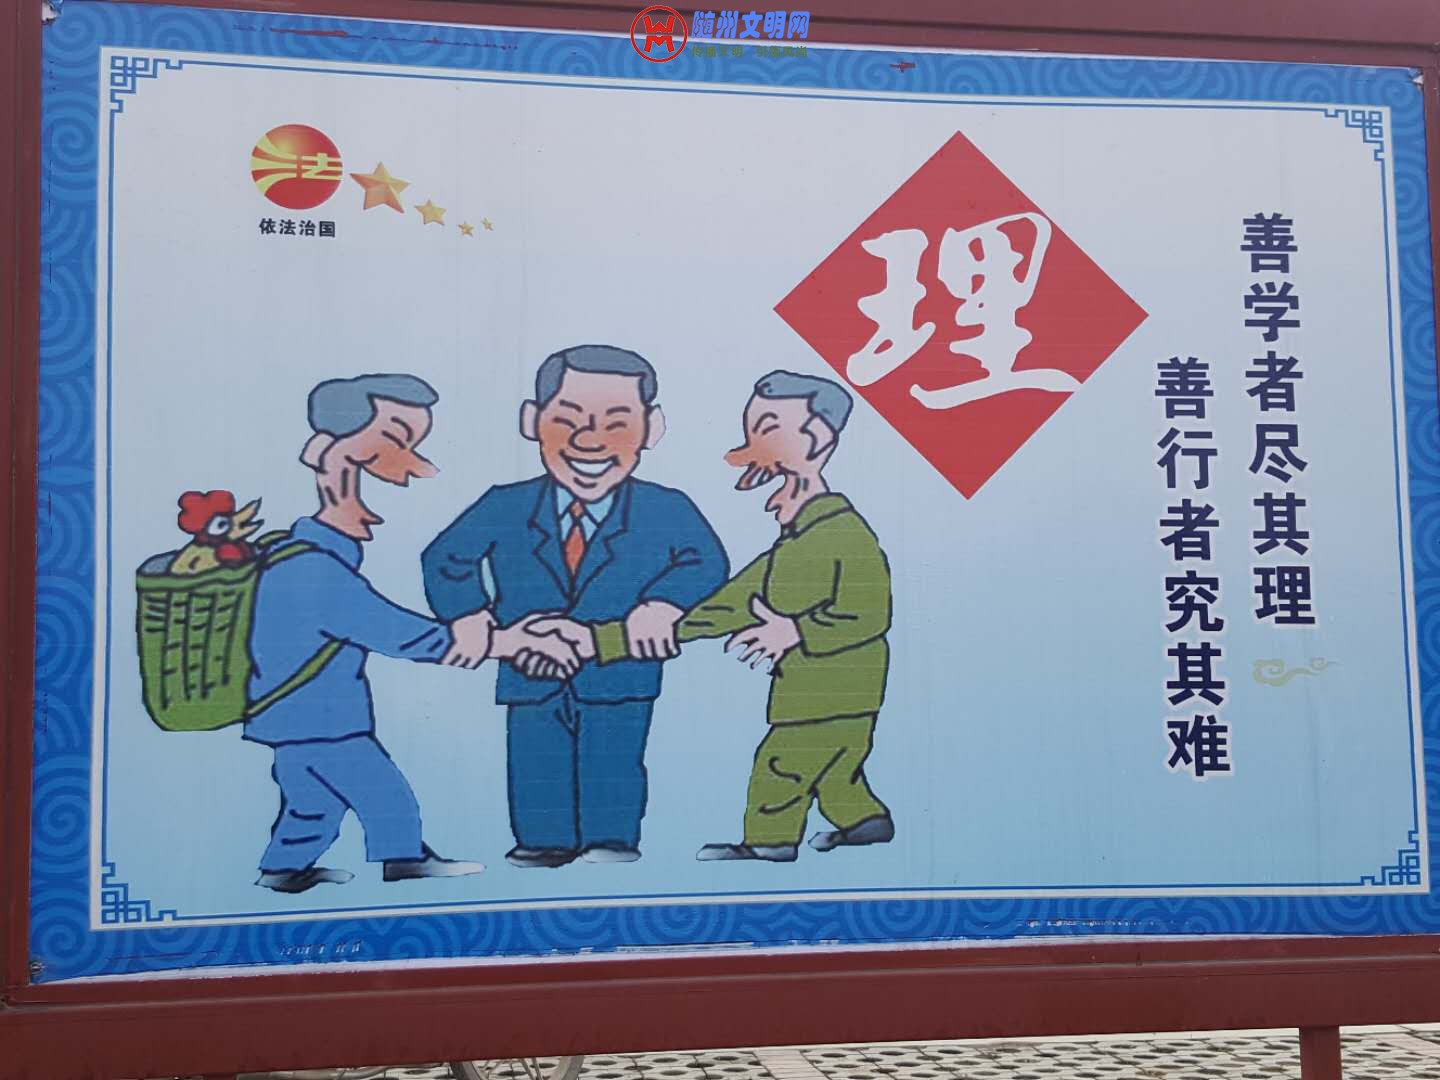 随州文明网
法
依法治国
理
善学者尽其理
善行者究其难